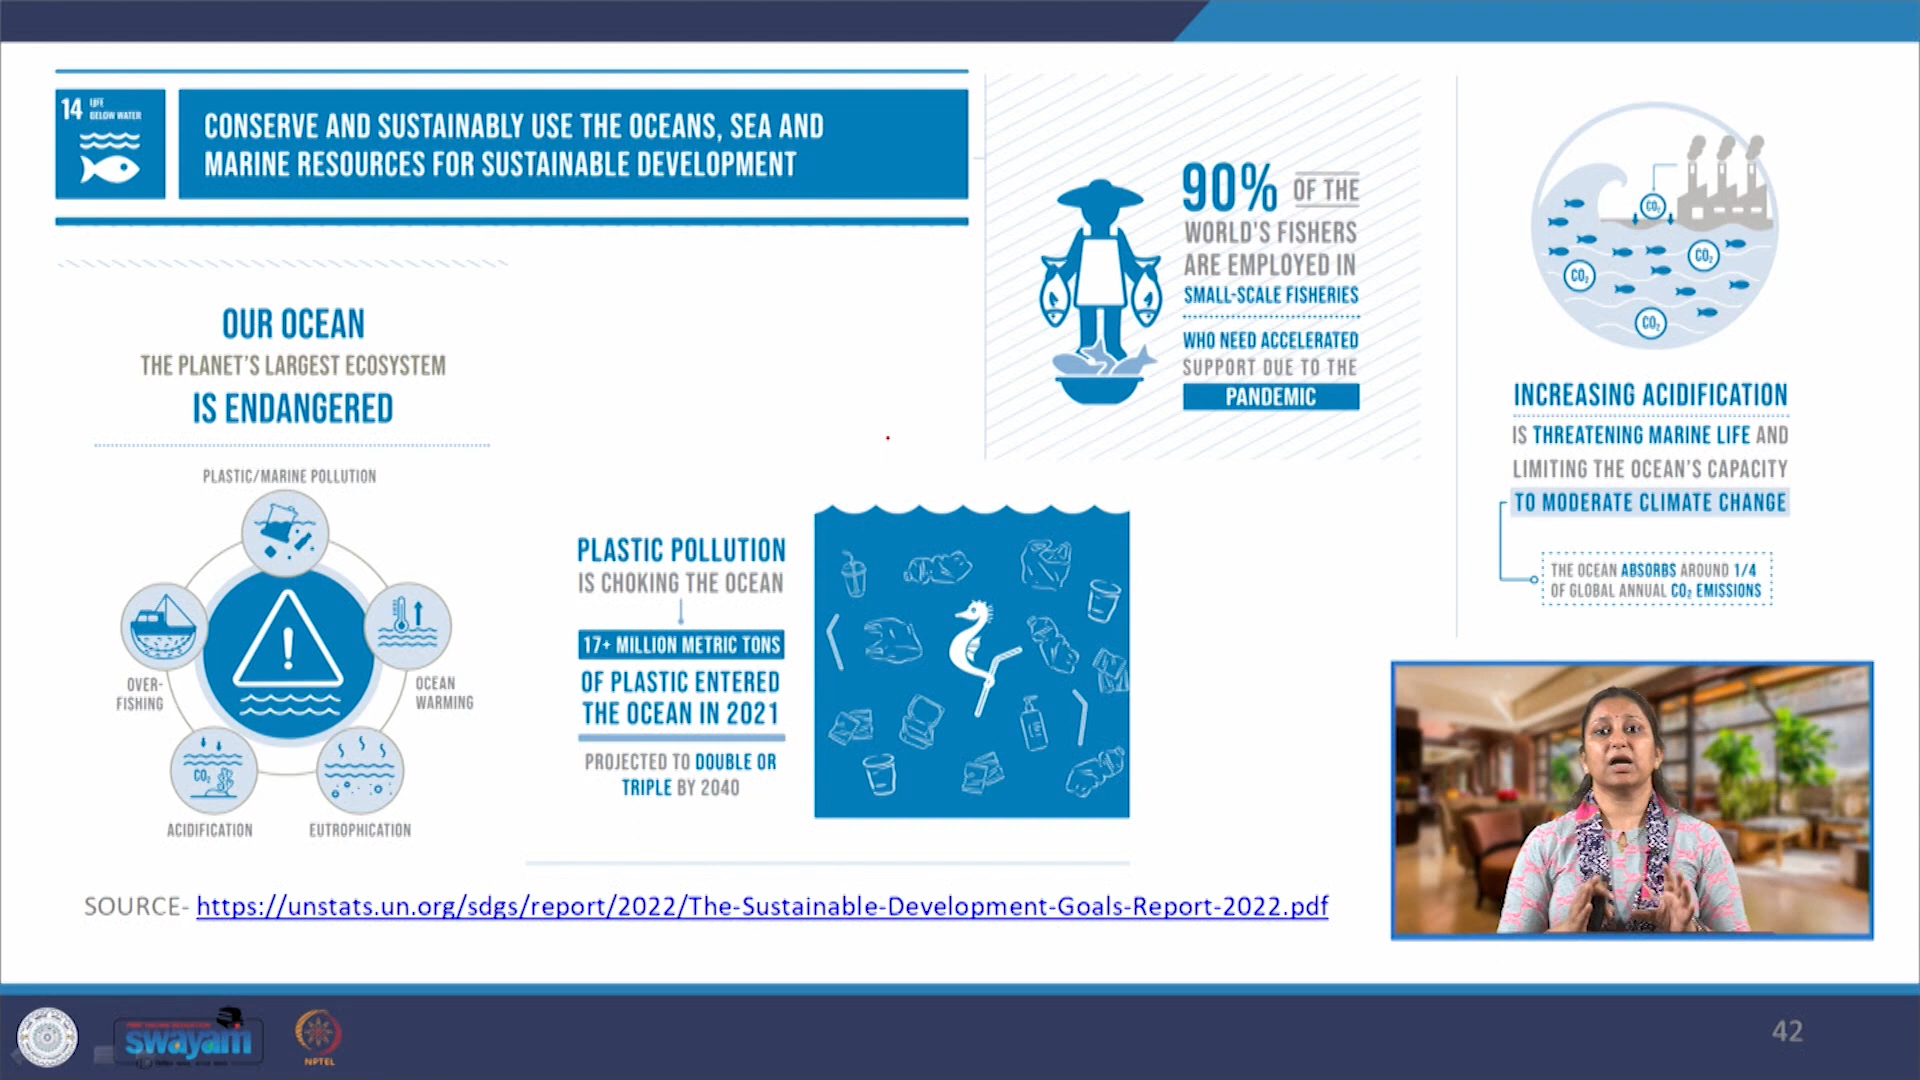 14 LIFE
BELOW WATER
CONSERVE AND SUSTAINABLY USE THE OCEANS, SEA AND
MARINE RESOURCES FOR SUSTAINABLE DEVELOPMENT
OUR OCEAN
THE PLANET'S LARGEST ECOSYSTEM
IS ENDANGERED
PLASTIC/MARINE POLLUTION
OVER-
FISHING
OCEAN
WARMING
CO₂
ACIDIFICATION
EUTROPHICATION
PLASTIC POLLUTION
IS CHOKING THE OCEAN
17+ MILLION METRIC TONS
OF PLASTIC ENTERED
THE OCEAN IN 2021
PROJECTED TO DOUBLE OR
TRIPLE BY 2040
90% OF THE
WORLD'S FISHERS
ARE EMPLOYED IN
SMALL-SCALE FISHERIES
WHO NEED ACCELERATED
SUPPORT DUE TO THE
PANDEMIC
CO₂
CO₂
CO₂
CO₂
INCREASING ACIDIFICATION
IS THREATENING MARINE LIFE AND
LIMITING THE OCEAN'S CAPACITY
TO MODERATE CLIMATE CHANGE
THE OCEAN ABSORBS AROUND 1/4
OF GLOBAL ANNUAL CO₂ EMISSIONS
SOURCE- https://unstats.un.org/sdgs/report/2022/The-Sustainable-Development-Goals-Report-2022.pdf
swayam
NPTEL
42